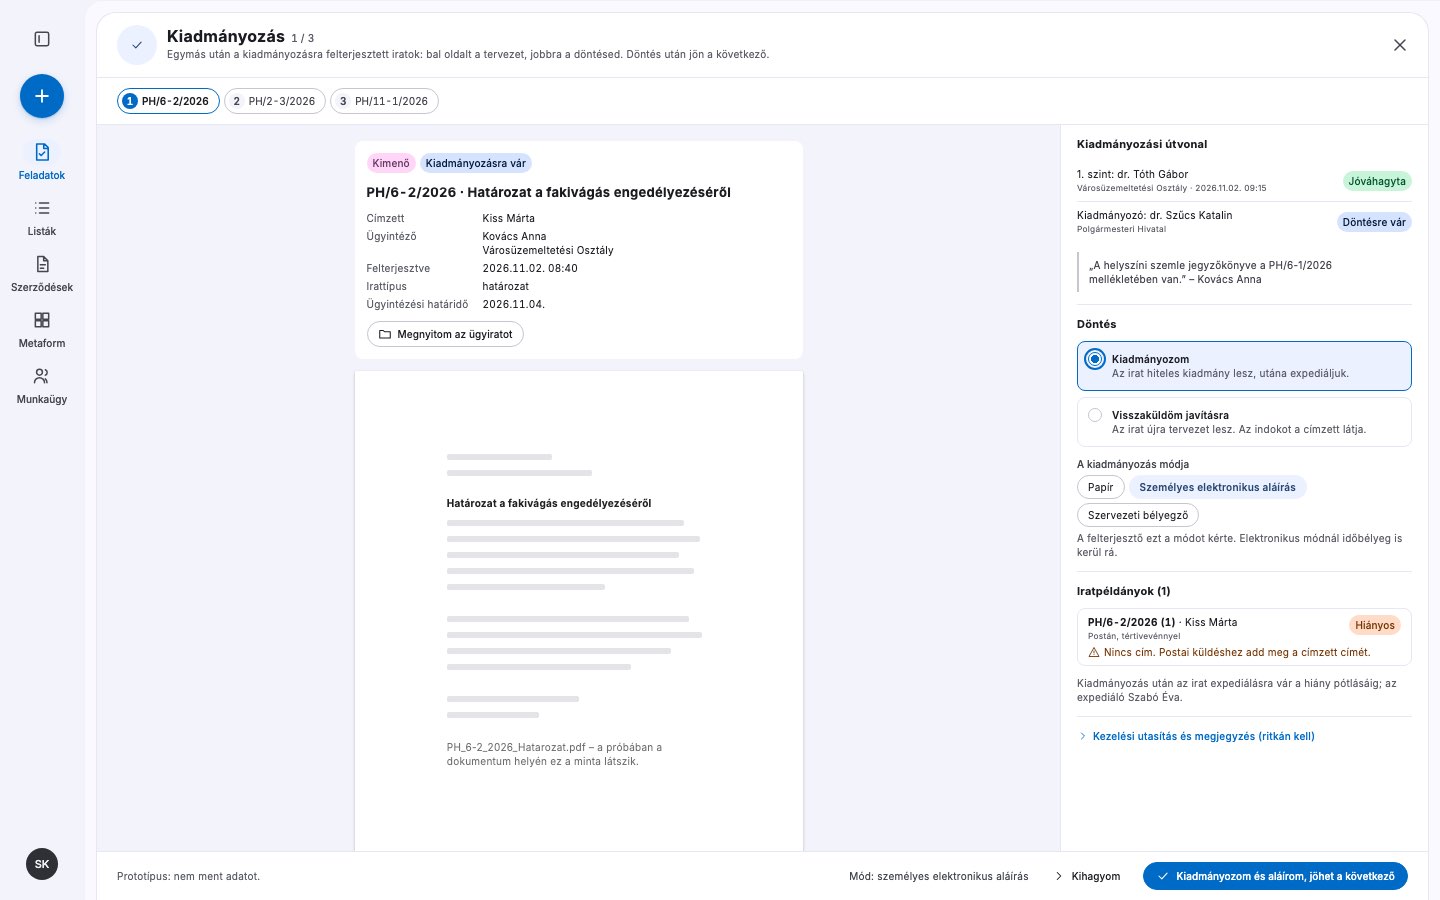 Kiadmányozás 1 / 3
Egymás után a kiadmányozásra felterjesztett iratok: bal oldalt a tervezet, jobbra a döntésed. Döntés után jön a következő.
1 PH/6-2/2026
2 PH/2-3/2026
3 PH/11-1/2026
Feladatok
Listák
Szerződések
Metaform
Munkaügy
SK
Kimenő
Kiadmányozásra vár
PH/6-2/2026 · Határozat a fakivágás engedélyezéséről
Címzett Kiss Márta
Ügyintéző Kovács Anna
Városüzemeltetési Osztály
Felterjesztve 2026.11.02. 08:40
Irattípus határozat
Ügyintézési határidő 2026.11.04.
Megnyitom az ügyiratot
Határozat a fakivágás engedélyezéséről
PH_6-2_2026_Hatarozat.pdf – a próbában a
dokumentum helyén ez a minta látszik.
Kiadmányozási útvonal
1. szint: dr. Tóth Gábor
Városüzemeltetési Osztály · 2026.11.02. 09:15
Jóváhagyta
Kiadmányozó: dr. Szűcs Katalin
Polgármesteri Hivatal
Döntésre vár
„A helyszíni szemle jegyzőkönyve a PH/6-1/2026
mellékletében van.” – Kovács Anna
Döntés
Kiadmányozom
Az irat hiteles kiadmány lesz, utána expediáljuk.
Visszaküldöm javításra
Az irat újra tervezet lesz. Az indokot a címzett látja.
A kiadmányozás módja
Papír
Személyes elektronikus aláírás
Szervezeti bélyegző
A felterjesztő ezt a módot kérte. Elektronikus módnál időbélyeg is
kerül rá.
Iratpéldányok (1)
PH/6-2/2026 (1) · Kiss Márta
Postán, tértivevénnyel
Hiányos
Nincs cím. Postai küldéshez add meg a címzett címét.
Kiadmányozás után az irat expediálásra vár a hiány pótlásáig; az
expediáló Szabó Éva.
Kezelési utasítás és megjegyzés (ritkán kell)
Prototípus: nem ment adatot.
Mód: személyes elektronikus aláírás
Kihagyom
Kiadmányozom és aláírom, jöhet a következő